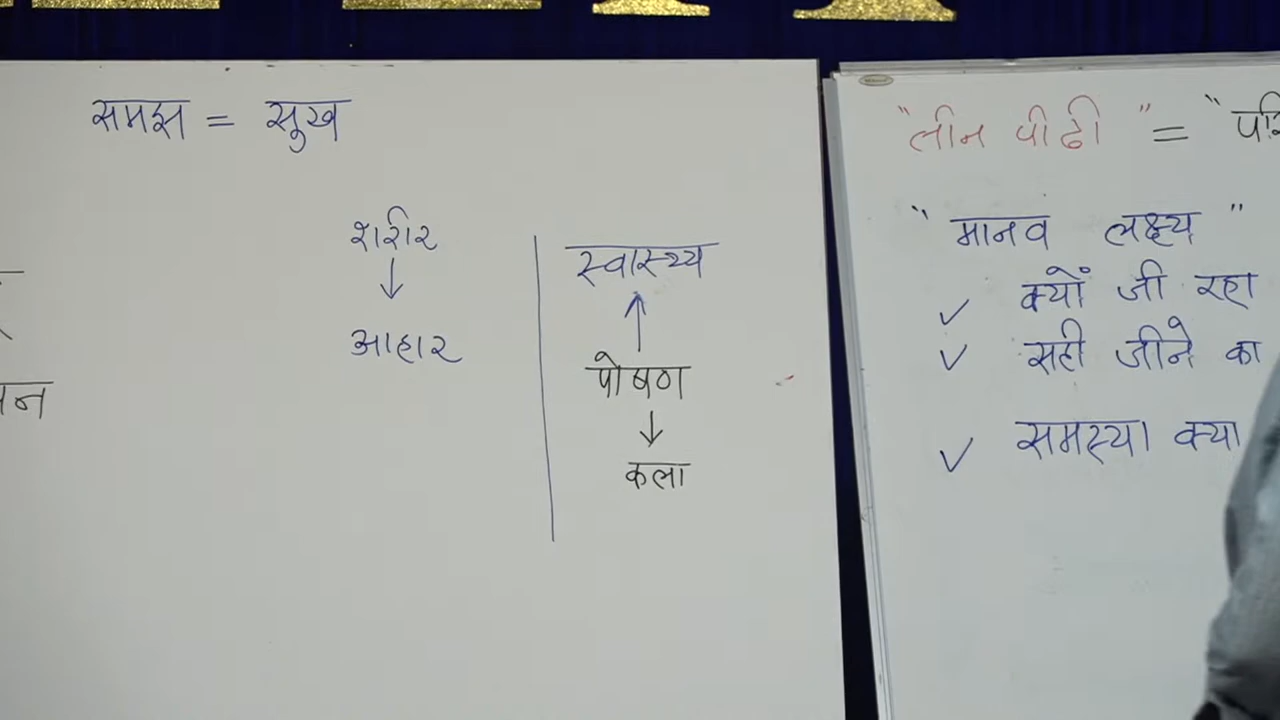 समझ = सुख
शरीर
↓
आहार
स्वास्थ्य
↑
पोषण
↓
कला
"तीन पीढी" = "
"मानव लक्ष्य"
✓ क्यों जी रहा
✓ सही जीने का
✓ समस्या क्या